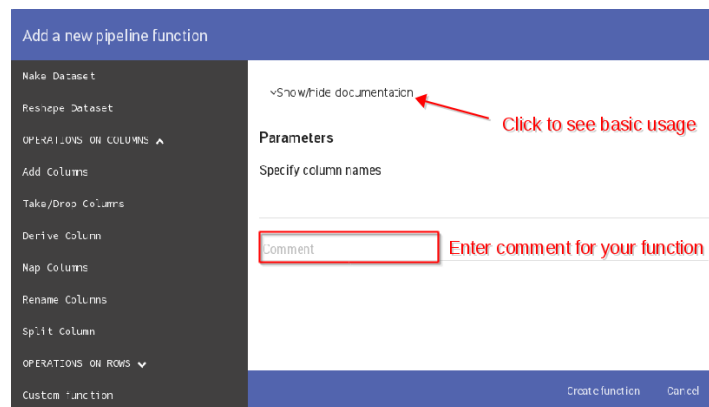 Add a new pipeline function
Make Dataset
Reshape Dataset
OPERATIONS ON COLUMNS
Add Columns
Take/Drop Columns
Derive Column
Map Columns
Rename Columns
Split Column
OPERATIONS ON ROWS
Custom function
Show/hide documentation
Click to see basic usage
Parameters
Specify column names
Comment
Enter comment for your function
Create function
Cancel